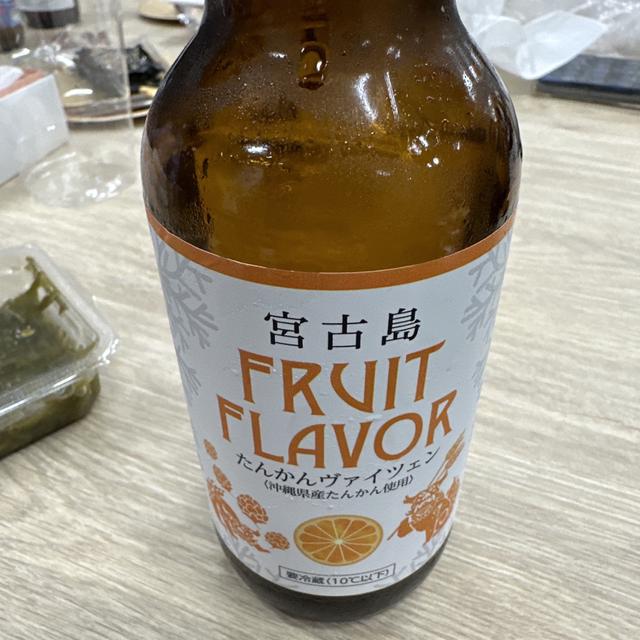 宮古島
FRUIT
FLAVOR
たんかんヴァイツェン
〈沖縄県産たんかん使用〉
要冷蔵(10℃以下)